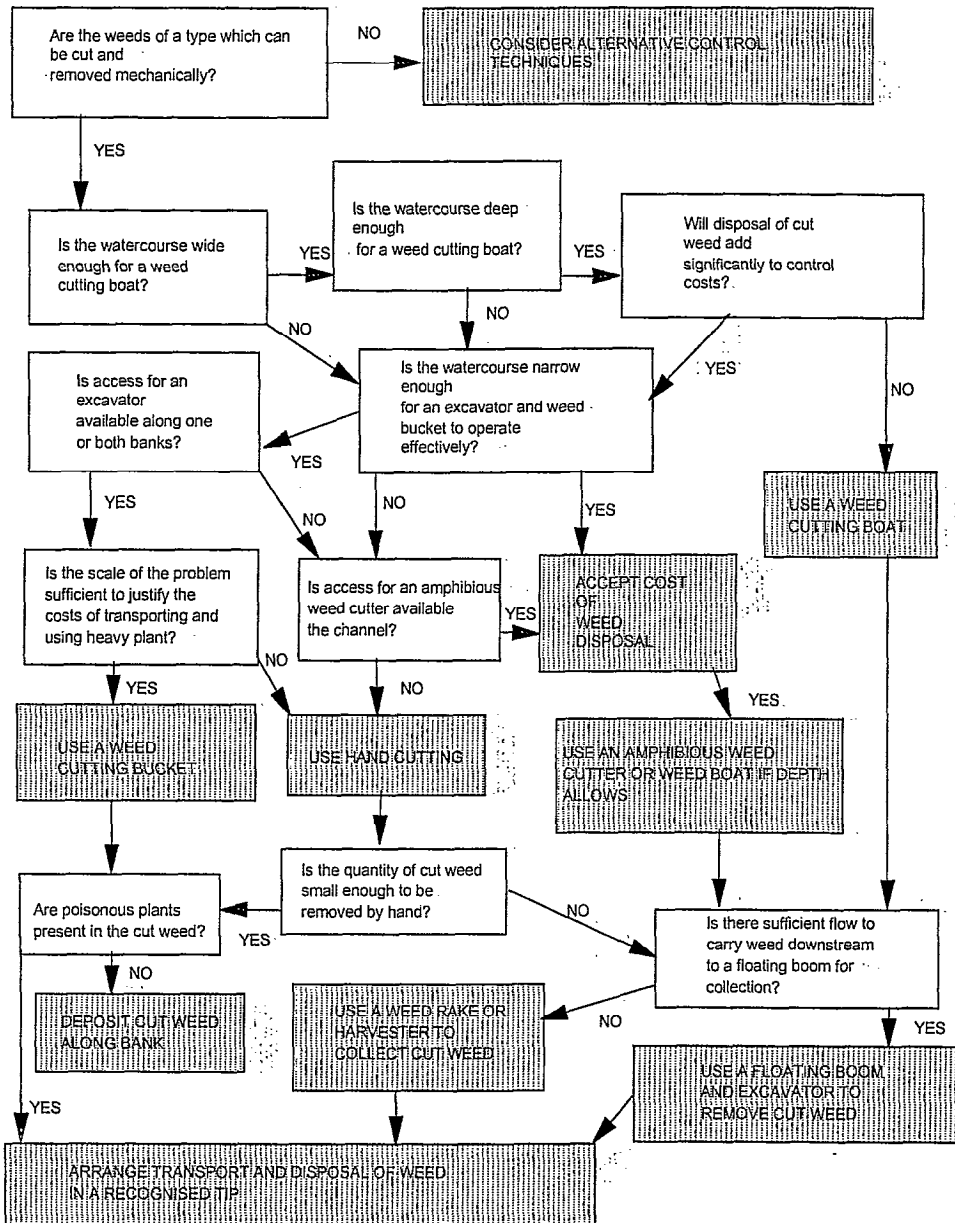 Are the weeds of a type which can
be cut and
removed mechanically?
NO
CONSIDER ALTERNATIVE CONTROL
TECHNIQUES
YES
Is the watercourse wide
enough for a weed
cutting boat?
YES
Is the watercourse deep
enough
for a weed cutting boat?
YES
Will disposal of cut
weed add
significantly to control
costs?
NO
NO
YES
NO
Is access for an
excavator
available along one
or both banks?
Is the watercourse narrow
enough
for an excavator and weed
bucket to operate
effectively?
YES
YES
NO
NO
YES
USE A WEED
CUTTING BOAT
Is the scale of the problem
sufficient to justify the
costs of transporting and
using heavy plant?
Is access for an amphibious
weed cutter available
the channel?
YES
ACCEPT COST
OF
WEED
DISPOSAL
NO
YES
NO
YES
USE A WEED
CUTTING BUCKET
USE HAND CUTTING
USE AN AMPHIBIOUS WEED
CUTTER OR WEED BOAT IF DEPTH
ALLOWS
Are poisonous plants
present in the cut weed?
YES
Is the quantity of cut weed
small enough to be
removed by hand?
NO
Is there sufficient flow to
carry weed downstream
to a floating boom for
collection?
NO
DEPOSIT CUT WEED
ALONG BANK
USE A WEED RAKE OR
HARVESTER TO
COLLECT CUT WEED
NO
YES
USE A FLOATING BOOM
AND EXCAVATOR TO
REMOVE CUT WEED
YES
ARRANGE TRANSPORT AND DISPOSAL OF WEED
IN A RECOGNISED TIP